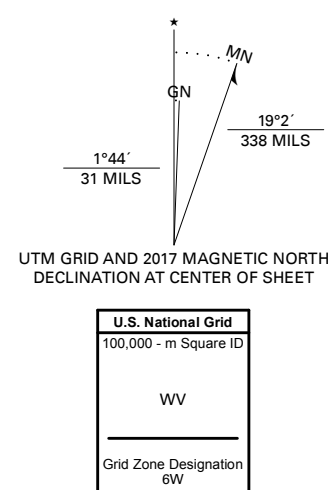 ★
MN
GN
19°2´
338 MILS
1°44´
31 MILS
UTM GRID AND 2017 MAGNETIC NORTH
DECLINATION AT CENTER OF SHEET
U.S. National Grid
100,000 - m Square ID
WV
Grid Zone Designation
6W